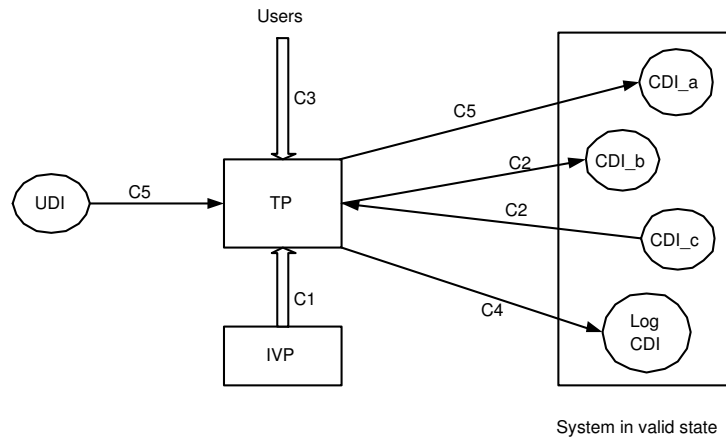 Users
C3
C5
CDI_a
C2
CDI_b
C5
UDI
TP
C2
CDI_c
C1
C4
Log
CDI
IVP
System in valid state